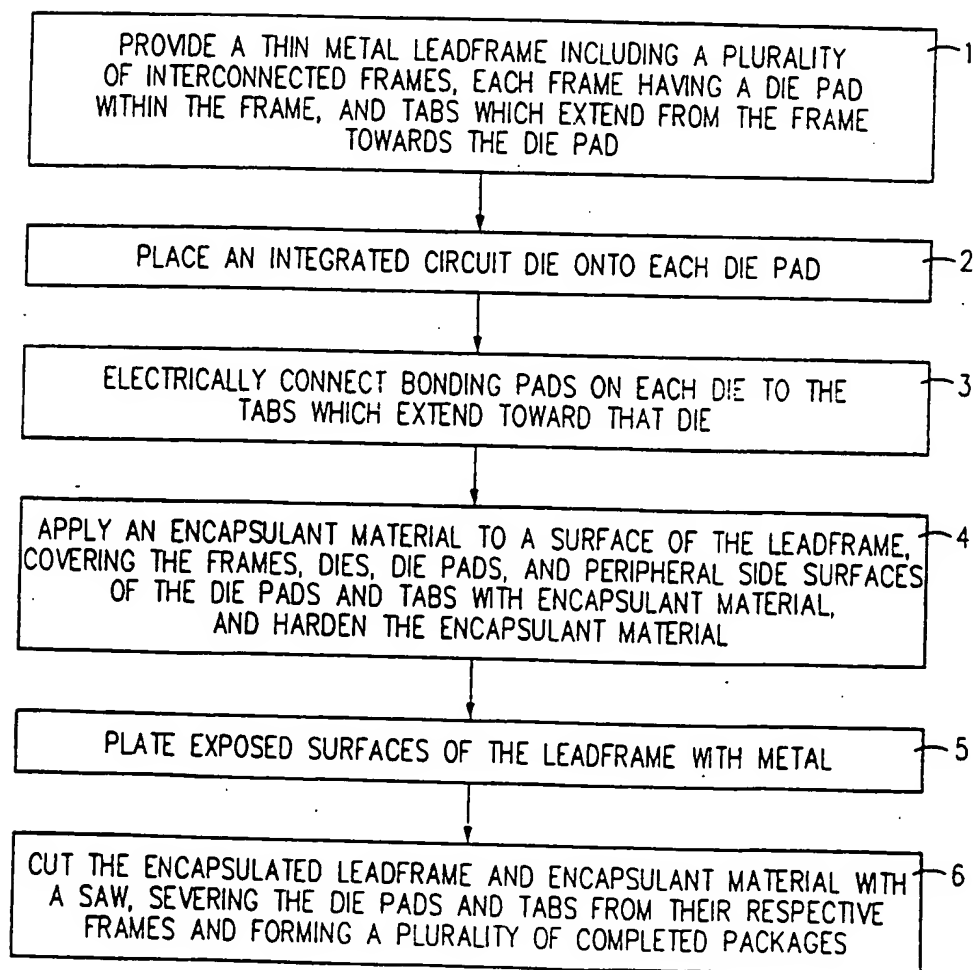 PROVIDE A THIN METAL LEADFRAME INCLUDING A PLURALITY
OF INTERCONNECTED FRAMES, EACH FRAME HAVING A DIE PAD
WITHIN THE FRAME, AND TABS WHICH EXTEND FROM THE FRAME
TOWARDS THE DIE PAD
1
PLACE AN INTEGRATED CIRCUIT DIE ONTO EACH DIE PAD
2
ELECTRICALLY CONNECT BONDING PADS ON EACH DIE TO THE
TABS WHICH EXTEND TOWARD THAT DIE
3
APPLY AN ENCAPSULANT MATERIAL TO A SURFACE OF THE LEADFRAME,
COVERING THE FRAMES, DIES, DIE PADS, AND PERIPHERAL SIDE SURFACES
OF THE DIE PADS AND TABS WITH ENCAPSULANT MATERIAL,
AND HARDEN THE ENCAPSULANT MATERIAL
4
PLATE EXPOSED SURFACES OF THE LEADFRAME WITH METAL
5
CUT THE ENCAPSULATED LEADFRAME AND ENCAPSULANT MATERIAL WITH
A SAW, SEVERING THE DIE PADS AND TABS FROM THEIR RESPECTIVE
FRAMES AND FORMING A PLURALITY OF COMPLETED PACKAGES
6